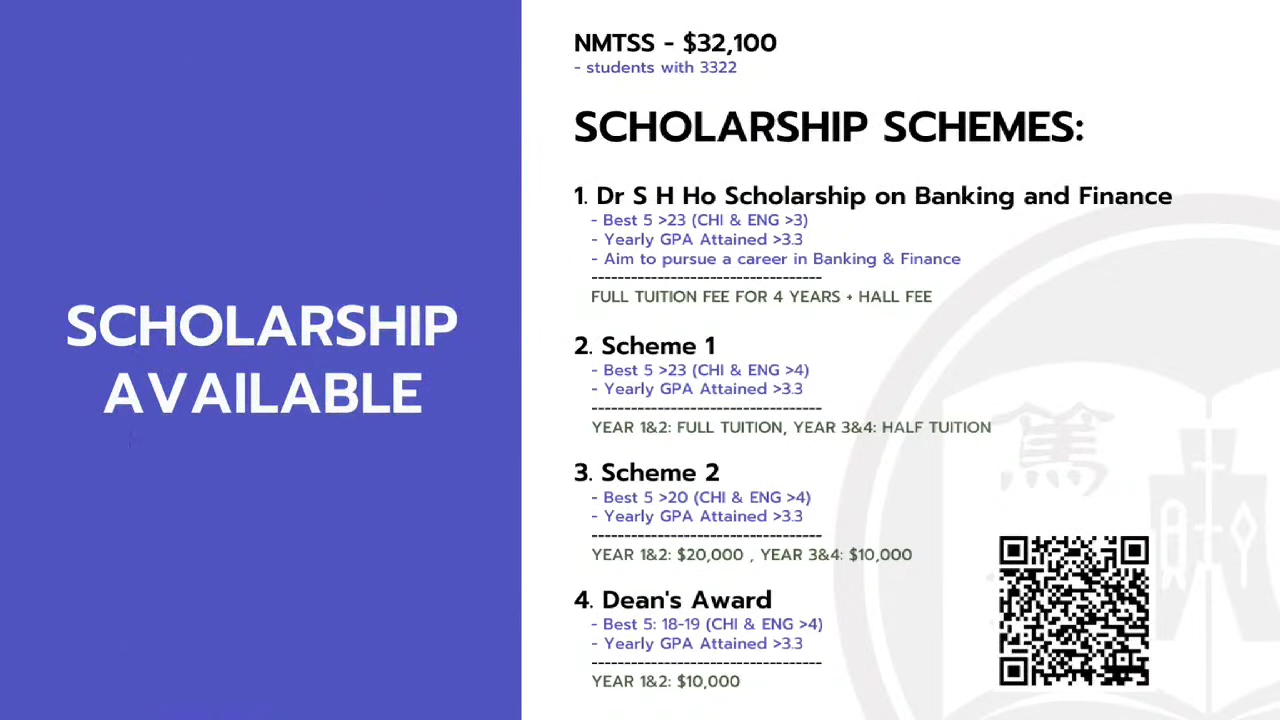 SCHOLARSHIP
AVAILABLE
NMTSS - $32,100
- students with 3322
SCHOLARSHIP SCHEMES:
1. Dr S H Ho Scholarship on Banking and Finance
- Best 5 >23 (CHI & ENG >3)
- Yearly GPA Attained >3.3
- Aim to pursue a career in Banking & Finance
-----------------------------------
FULL TUITION FEE FOR 4 YEARS + HALL FEE
2. Scheme 1
- Best 5 >23 (CHI & ENG >4)
- Yearly GPA Attained >3.3
-----------------------------------
YEAR 1&2: FULL TUITION, YEAR 3&4: HALF TUITION
3. Scheme 2
- Best 5 >20 (CHI & ENG >4)
- Yearly GPA Attained >3.3
-----------------------------------
YEAR 1&2: $20,000 , YEAR 3&4: $10,000
4. Dean's Award
- Best 5: 18-19 (CHI & ENG >4)
- Yearly GPA Attained >3.3
-----------------------------------
YEAR 1&2: $10,000
篤